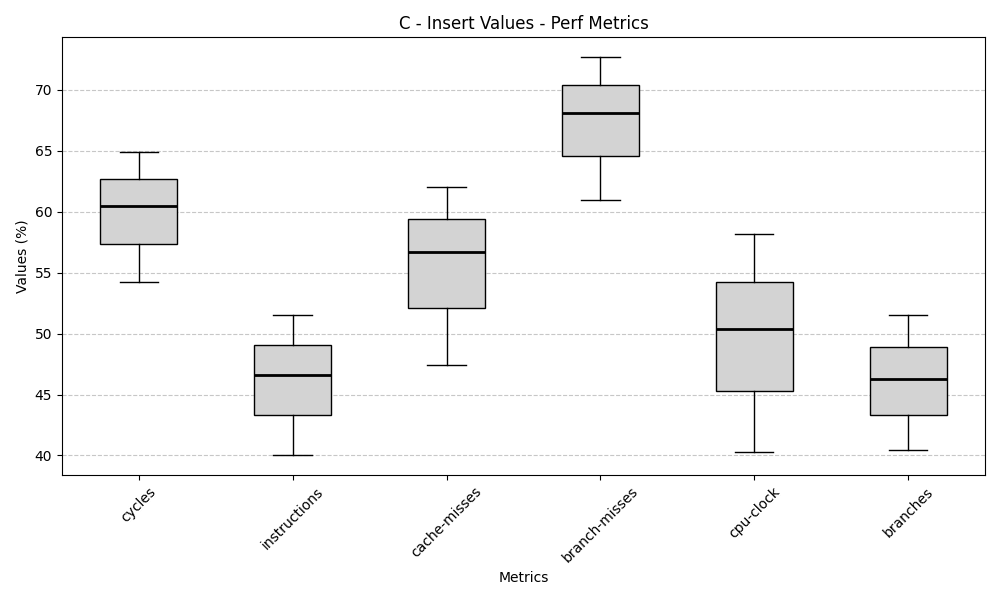 C - Insert Values - Perf Metrics
Values (%)
70
65
60
55
50
45
40
cycles
instructions
cache-misses
branch-misses
cpu-clock
branches
Metrics